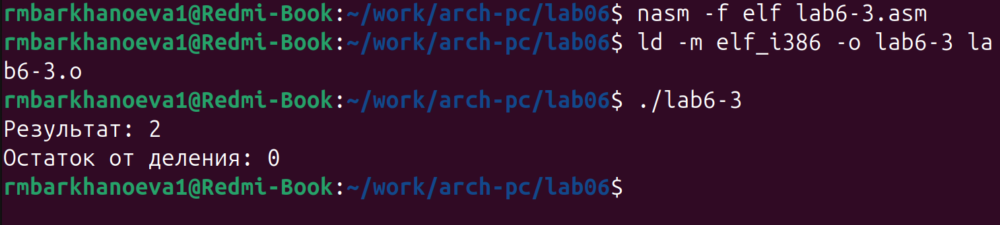 rmbarkhanoeva1@Redmi-Book:~/work/arch-pc/lab06$ nasm -f elf lab6-3.asm
rmbarkhanoeva1@Redmi-Book:~/work/arch-pc/lab06$ ld -m elf_i386 -o lab6-3 la
b6-3.o
rmbarkhanoeva1@Redmi-Book:~/work/arch-pc/lab06$ ./lab6-3
Результат: 2
Остаток от деления: 0
rmbarkhanoeva1@Redmi-Book:~/work/arch-pc/lab06$